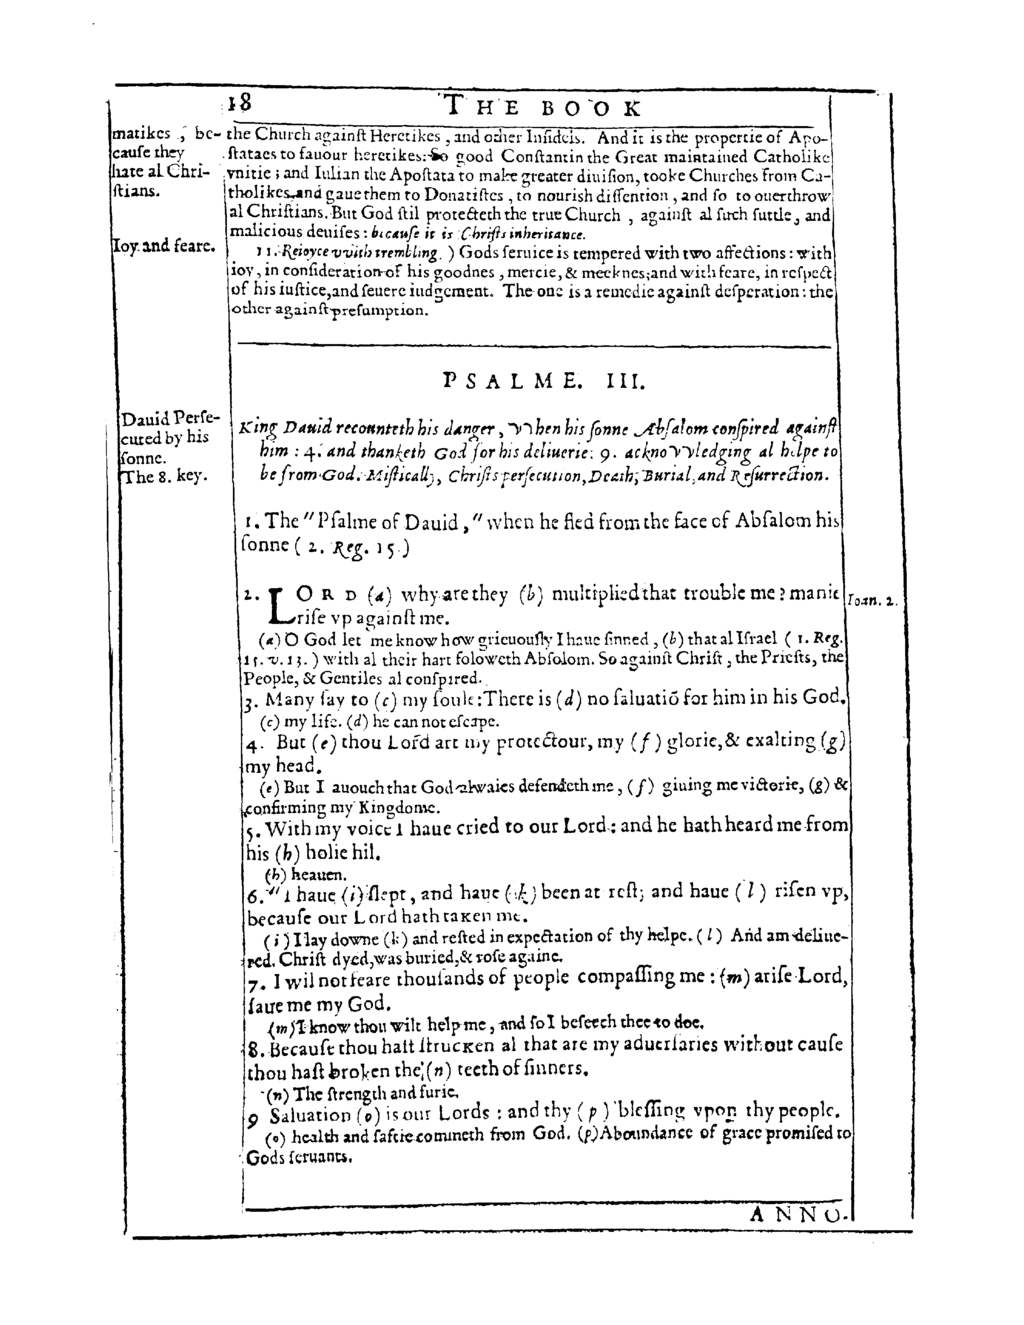 18 THE BOOK
matikes, be-
cause they
hate al Chri-
stians.
the Church against Heretikes, and other Infidels. And it is the propertie of Apo-
stataes to fauour heretikes: So good Constantin the Great maintained Catholike
vnitie; and Iulian the Apostata to make greater diuision, tooke Churches from Ca-
tholikes, and gaue them to Donatistes, to nourish dissention, and so to ouerthrow
al Christians. But God stil protecteth the true Church, against al such suttle, and
malicious deuises: because it is Christs inheritance.
Ioy and feare.
11. Reioyce vvith trembling. ) Gods seruice is tempered with two affections: with
ioy, in consideration of his goodnes, mercie, & meeknes; and with feare, in respect
of his iustice, and seuere iudgement. The one is a remedie against desperation: the
other against presumption.
PSALME. III.
Dauid Perse-
cuted by his
sonne.
The 8. key.
King Dauid recounteth his danger, vvhen his sonne Absalom conspired against
him: 4. and thanketh God for his deliuerie: 9. acknovvledging al helpe to
be from God. Mistically, Christs persecution, Death, Burial, and Resurrection.
1. The "Psalme of Dauid," when he fled from the face of Absalom his
sonne ( 2. Reg. 15.)
2. LORD (a) why are they (b) multiplied that trouble me? manie
rise vp against me.
Ioan. 2.
(a) O God let me know how grieuously I haue sinned, (b) that al Israel ( 1. Reg.
15. v. 13. ) with al their hart foloweth Absolom. So against Christ, the Priests, the
People, & Gentiles al conspired.
3. Many say to (c) my soule: There is (d) no saluatiō for him in his God.
(c) my life. (d) he can not escape.
4. But (e) thou Lord art my protectour, my (f) glorie, & exalting (g)
my head.
(e) But I auouch that God alwaies defendeth me, (f) giuing me victorie, (g) &
confirming my Kingdome.
5. With my voice I haue cried to our Lord: and he hath heard me from
his (h) holie hil.
(h) heauen.
6. "I haue (i) slept, and haue (k) been at rest; and haue (l) risen vp,
because our Lord hath taken me.
(i) I lay downe (k) and rested in expectation of thy helpe. (l) And am deliue-
red. Christ dyed, was buried, & rose againe.
7. I wil not feare thousands of people compassing me: (m) arise Lord,
saue me my God.
(m) I know thou wilt help me, and so I beseech thee to doe.
8. Because thou hast strucken al that are my aduersaries without cause
thou hast broken the (n) teeth of sinners.
(n) The strength and furie.
9 Saluation (o) is our Lords: and thy (p) blessing vpon thy people.
(o) health and saftie commeth from God. (p) Aboundance of grace promised to
Gods seruants.
ANNO-